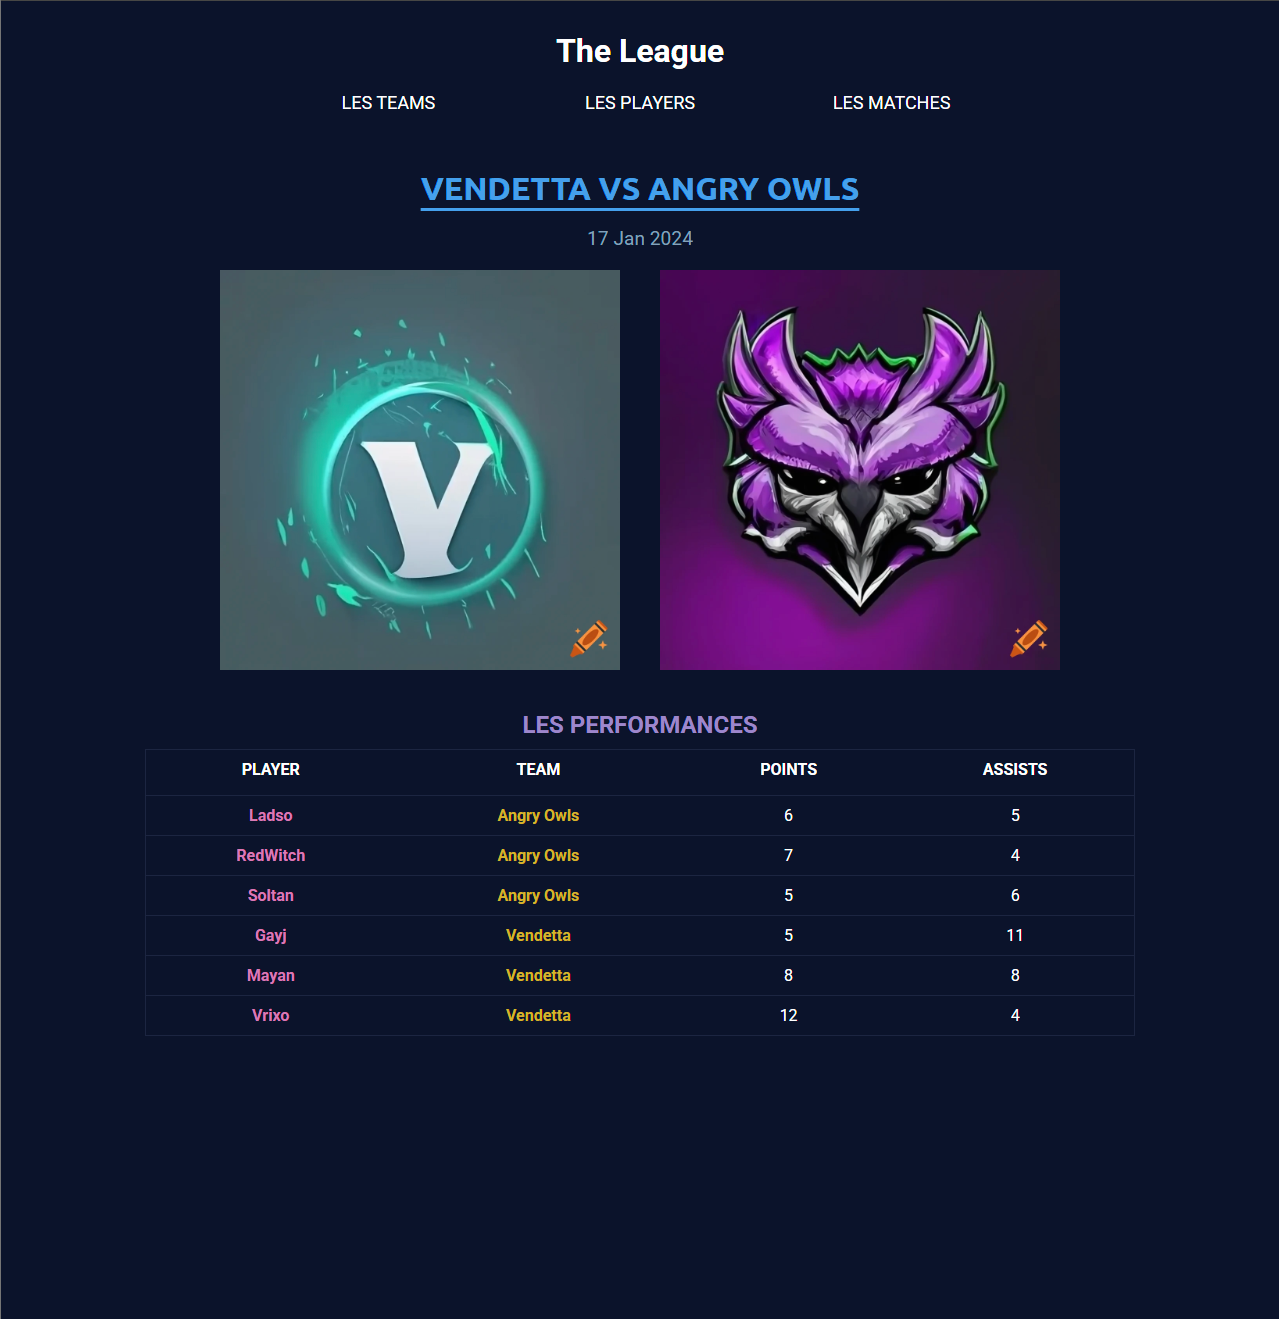 The League
LES TEAMS LES PLAYERS LES MATCHES
VENDETTA VS ANGRY OWLS
17 Jan 2024
V
LES PERFORMANCES
PLAYER TEAM POINTS ASSISTS
Ladso Angry Owls 6 5
RedWitch Angry Owls 7 4
Soltan Angry Owls 5 6
Gayj Vendetta 5 11
Mayan Vendetta 8 8
Vrixo Vendetta 12 4